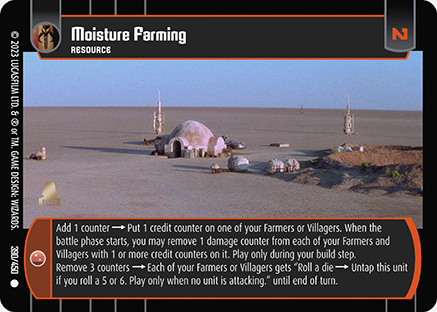 Moisture Farming
RESOURCE
N
© 2023 LUCASFILM LTD. & ® or TM. GAME DESIGN: WIZARDS.
Add 1 counter → Put 1 credit counter on one of your Farmers or Villagers. When the
battle phase starts, you may remove 1 damage counter from each of your Farmers and
Villagers with 1 or more credit counters on it. Play only during your build step.
Remove 3 counters → Each of your Farmers or Villagers gets “Roll a die → Untap this unit
if you roll a 5 or 6. Play only when no unit is attacking.” until end of turn.